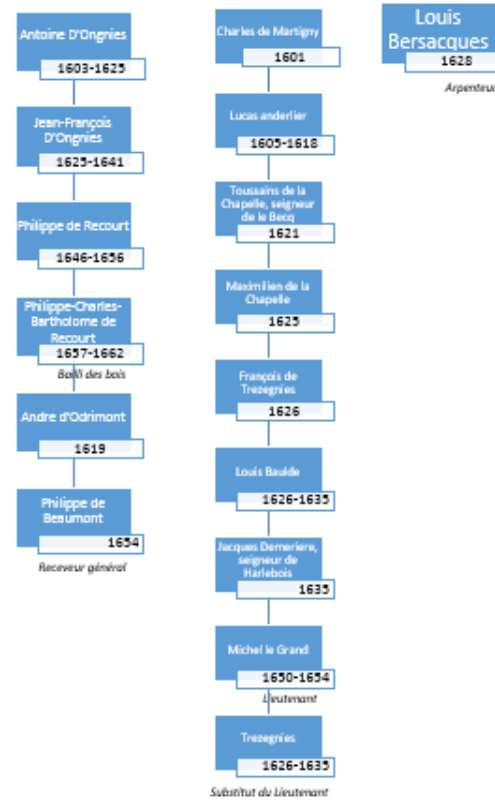 Antoine D'Ongnies
1603-1625
Jean-François
D'Ongnies
1625-1641
Philippe de Recourt
1646-1656
Philippe-Charles-
Bartholome de
Recourt
1657-1662
Bailli des bois
Andre d'Odrimont
1619
Philippe de
Beaumont
1654
Receveur général
Charles de Martigny
1601
Lucas anderlier
1605-1618
Toussains de la
Chapelle, seigneur
de le Becq
1621
Maximilien de la
Chapelle
1625
François de
Trezegnies
1626
Louis Baulde
1626-1635
Jacques Demeriere,
seigneur de
Harlebois
1635
Michel le Grand
1650-1654
Lieutenant
Trezegnies
1626-1635
Substitut du Lieutenant
Louis
Bersacques
1628
Arpenteur